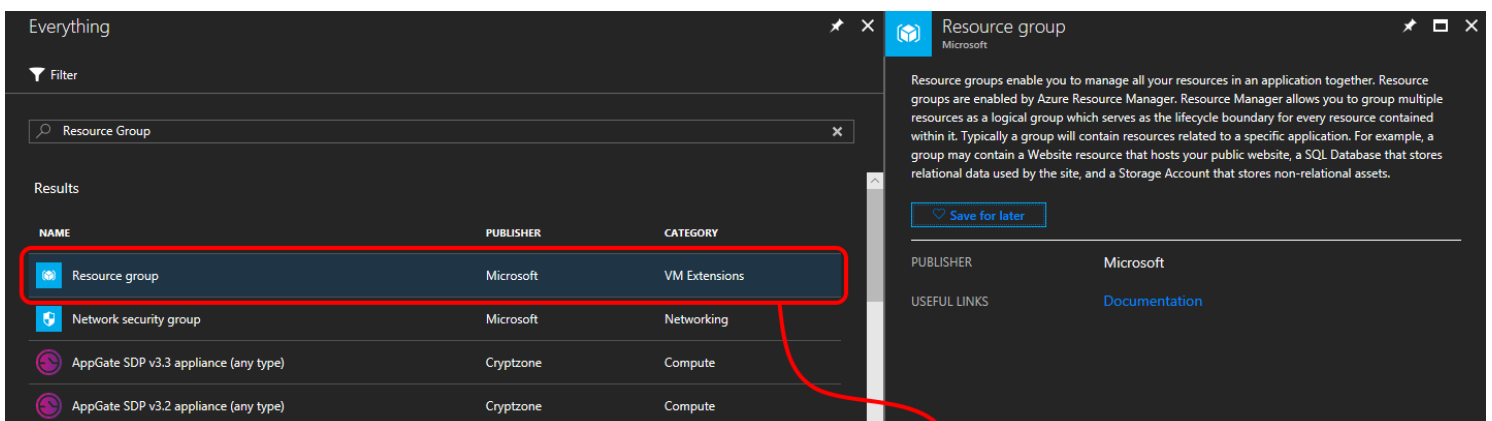 Everything
Filter
Resource Group
Results
NAME PUBLISHER CATEGORY
Resource group Microsoft VM Extensions
Network security group Microsoft Networking
AppGate SDP v3.3 appliance (any type) Cryptzone Compute
AppGate SDP v3.2 appliance (any type) Cryptzone Compute
Resource group
Microsoft
Resource groups enable you to manage all your resources in an application together. Resource
groups are enabled by Azure Resource Manager. Resource Manager allows you to group multiple
resources as a logical group which serves as the lifecycle boundary for every resource contained
within it. Typically a group will contain resources related to a specific application. For example, a
group may contain a Website resource that hosts your public website, a SQL Database that stores
relational data used by the site, and a Storage Account that stores non-relational assets.
Save for later
PUBLISHER Microsoft
USEFUL LINKS Documentation